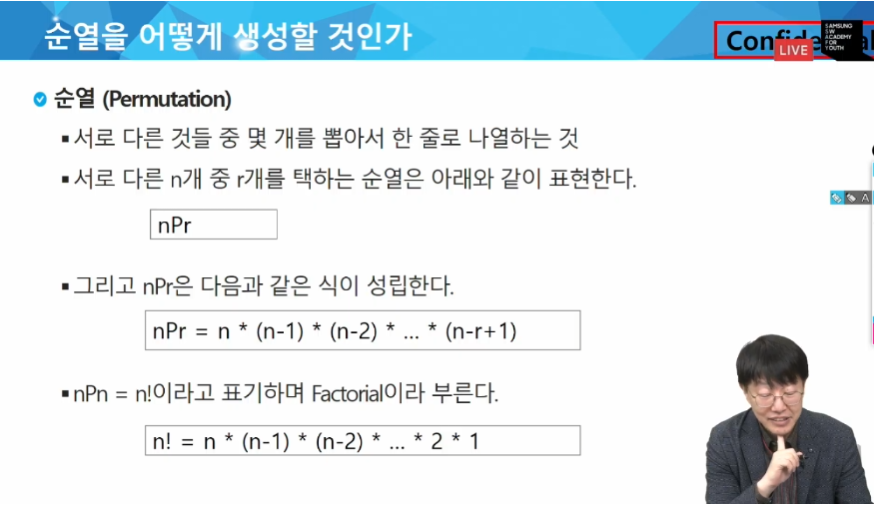 순열을 어떻게 생성할 것인가
LIVE
SAMSUNG
SW
ACADEMY
FOR
YOUTH
순열 (Permutation)
▪서로 다른 것들 중 몇 개를 뽑아서 한 줄로 나열하는 것
▪서로 다른 n개 중 r개를 택하는 순열은 아래와 같이 표현한다.
A
nPr
▪그리고 nPr은 다음과 같은 식이 성립한다.
nPr = n * (n-1) * (n-2) * ... * (n-r+1)
▪nPn = n!이라고 표기하며 Factorial이라 부른다.
n! = n * (n-1) * (n-2) * ... * 2 * 1